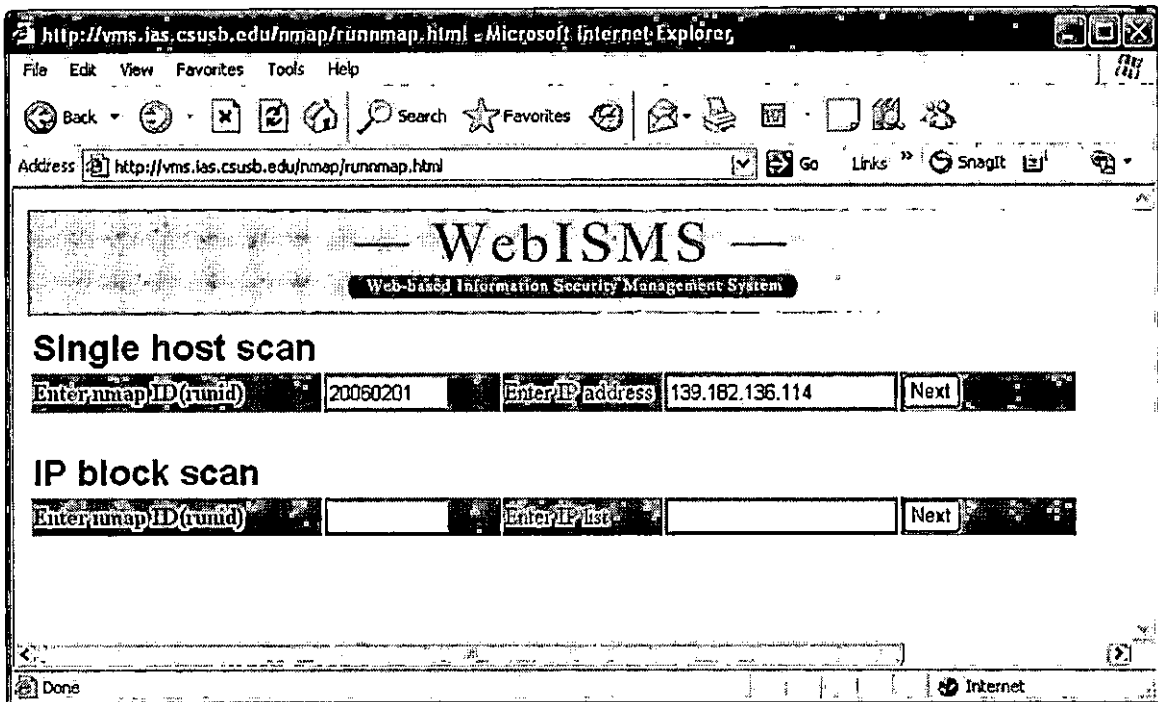 http://vms.ias.csusb.edu/nmap/runnmap.html - Microsoft Internet Explorer
File Edit View Favorites Tools Help
Back Search Favorites
Address http://vms.ias.csusb.edu/nmap/runnmap.html Go Links » SnagIt
— WebISMS —
Web-based Information Security Management System
Single host scan
Enter nmap ID(runid) 20060201 Enter IP address 139.182.136.114 Next
IP block scan
Enter nmap ID(runid) Enter IP list Next
Done Internet